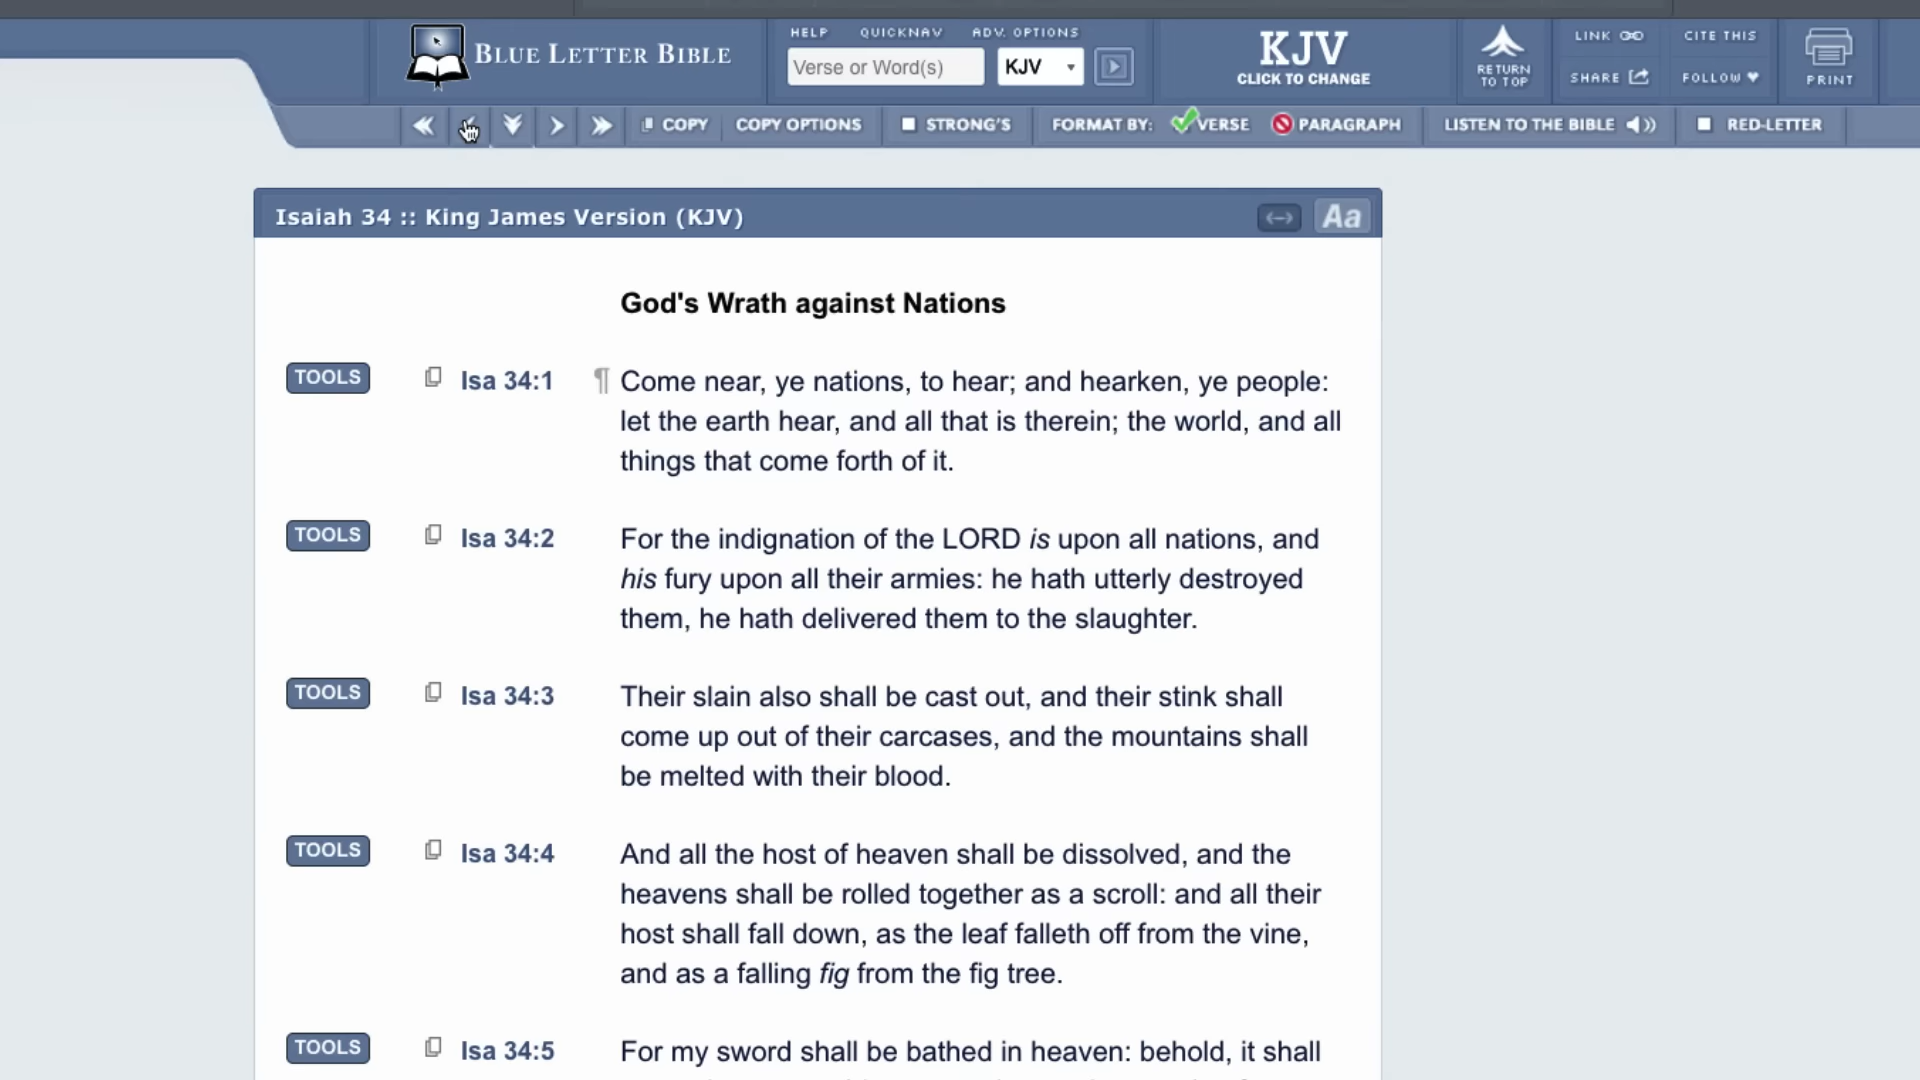 HELP QUICKNAV ADV. OPTIONS
BLUE LETTER BIBLE
Verse or Word(s)
KJV
KJV
CLICK TO CHANGE
RETURN
TO TOP
LINK
SHARE
CITE THIS
FOLLOW
PRINT
COPY COPY OPTIONS STRONG'S FORMAT BY: VERSE PARAGRAPH LISTEN TO THE BIBLE RED-LETTER
Isaiah 34 :: King James Version (KJV)
Aa
God's Wrath against Nations
TOOLS Isa 34:1 ¶ Come near, ye nations, to hear; and hearken, ye people:
let the earth hear, and all that is therein; the world, and all
things that come forth of it.
TOOLS Isa 34:2 For the indignation of the LORD is upon all nations, and
his fury upon all their armies: he hath utterly destroyed
them, he hath delivered them to the slaughter.
TOOLS Isa 34:3 Their slain also shall be cast out, and their stink shall
come up out of their carcases, and the mountains shall
be melted with their blood.
TOOLS Isa 34:4 And all the host of heaven shall be dissolved, and the
heavens shall be rolled together as a scroll: and all their
host shall fall down, as the leaf falleth off from the vine,
and as a falling fig from the fig tree.
TOOLS Isa 34:5 For my sword shall be bathed in heaven: behold, it shall